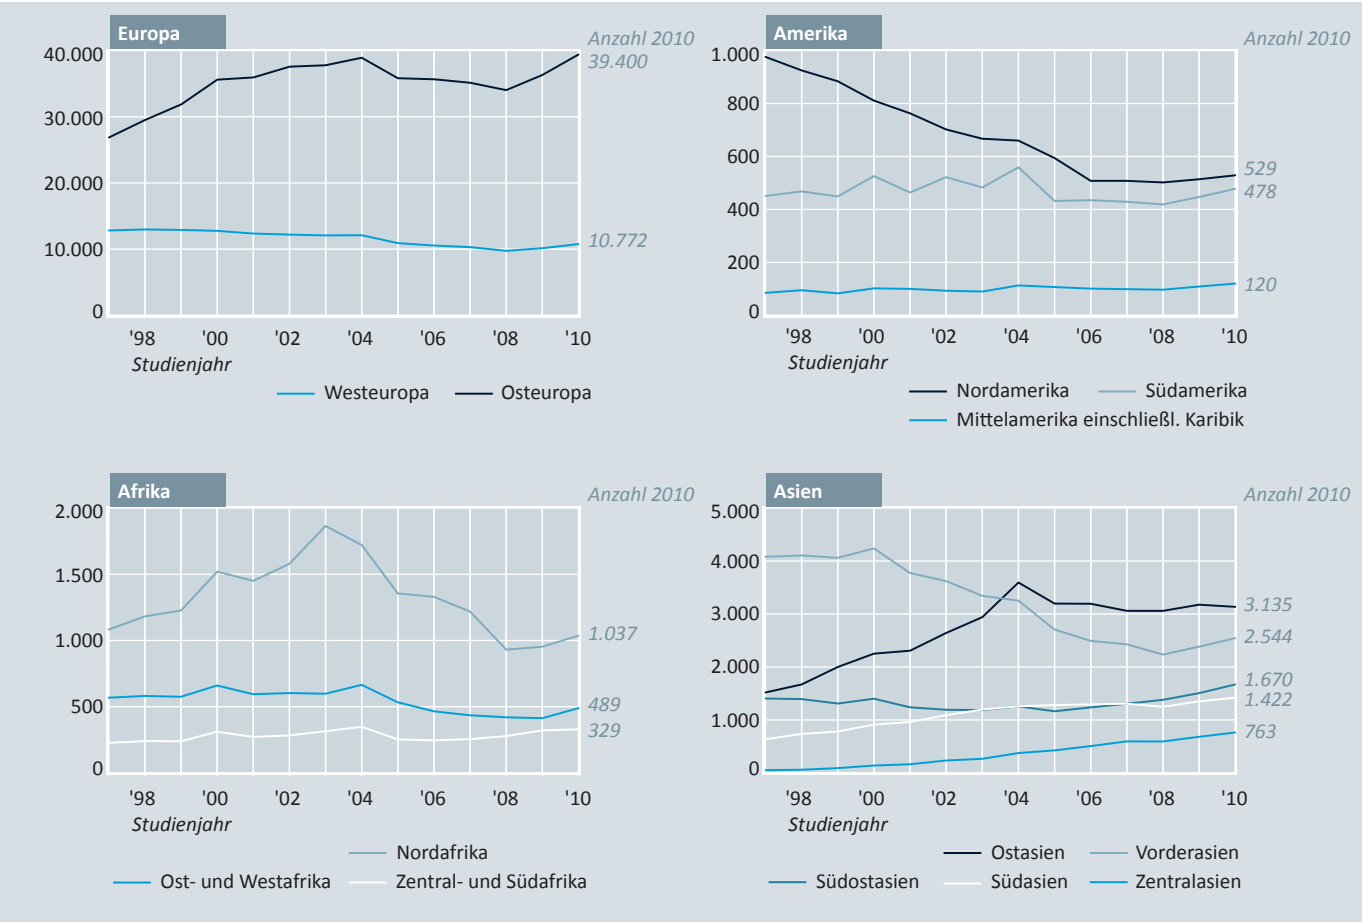 Europa
Anzahl 2010
40.000
39.400
30.000
20.000
10.772
10.000
0
'98 '00 '02 '04 '06 '08 '10
Studienjahr
Westeuropa Osteuropa
Amerika
Anzahl 2010
1.000
800
600
529
478
400
200
120
0
'98 '00 '02 '04 '06 '08 '10
Studienjahr
Nordamerika Südamerika
Mittelamerika einschließl. Karibik
Afrika
Anzahl 2010
2.000
1.500
1.037
1.000
500
489
329
0
'98 '00 '02 '04 '06 '08 '10
Studienjahr
Nordafrika
Ost- und Westafrika Zentral- und Südafrika
Asien
Anzahl 2010
5.000
4.000
3.000
3.135
2.544
2.000
1.670
1.422
1.000
763
0
'98 '00 '02 '04 '06 '08 '10
Studienjahr
Ostasien Vorderasien
Südostasien Südasien Zentralasien